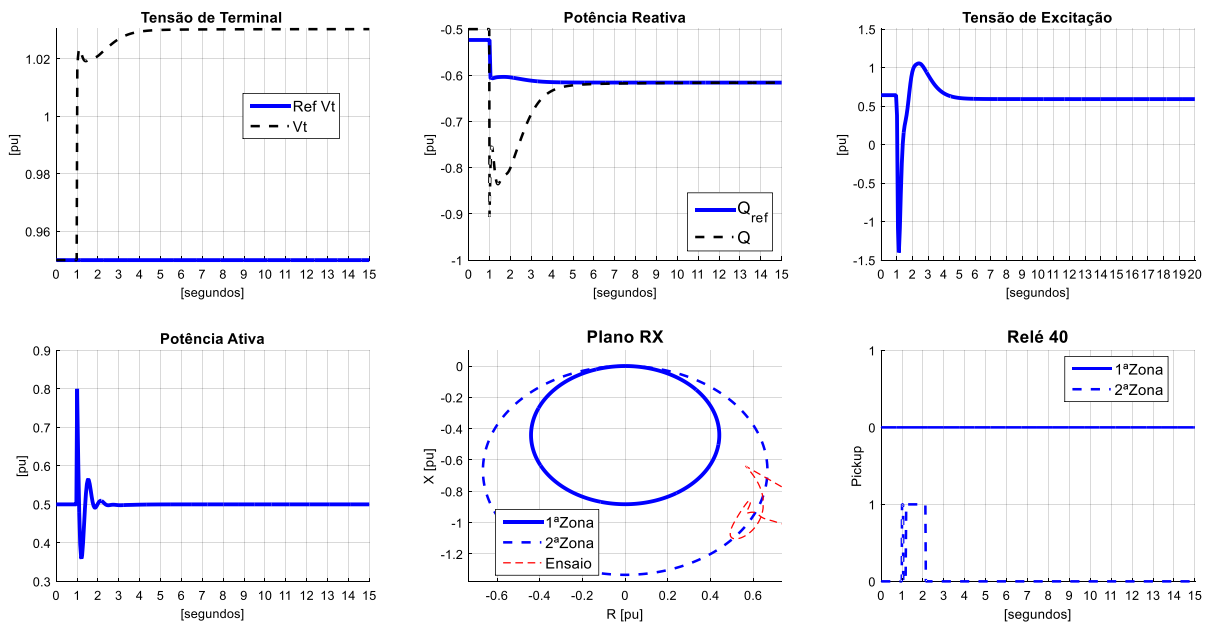 Tensão de Terminal
1.02
1
0.98
0.96
[pu]
Ref Vt
Vt
0 1 2 3 4 5 6 7 8 9 10 11 12 13 14 15
[segundos]
Potência Reativa
-0.5
-0.6
-0.7
-0.8
-0.9
-1
[pu]
Qref
Q
0 1 2 3 4 5 6 7 8 9 10 11 12 13 14 15
[segundos]
Tensão de Excitação
1.5
1
0.5
0
-0.5
-1
-1.5
[pu]
0 1 2 3 4 5 6 7 8 9 10 11 12 13 14 15 16 17 18 19 20
[segundos]
Potência Ativa
0.9
0.8
0.7
0.6
0.5
0.4
0.3
[pu]
0 1 2 3 4 5 6 7 8 9 10 11 12 13 14 15
[segundos]
Plano RX
0
-0.2
-0.4
-0.6
-0.8
-1
-1.2
X [pu]
1ªZona
2ªZona
Ensaio
-0.6 -0.4 -0.2 0 0.2 0.4 0.6
R [pu]
Relé 40
1
0
1
0
Pickup
1ªZona
2ªZona
0 1 2 3 4 5 6 7 8 9 10 11 12 13 14 15
[segundos]